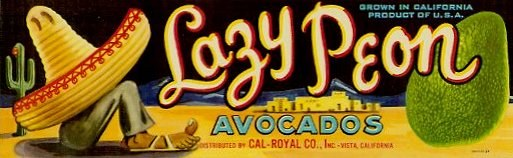 GROWN IN CALIFORNIA
PRODUCT OF U.S.A.
Lazy Peon
AVOCADOS
DISTRIBUTED BY CAL-ROYAL CO., INC - VISTA, CALIFORNIA